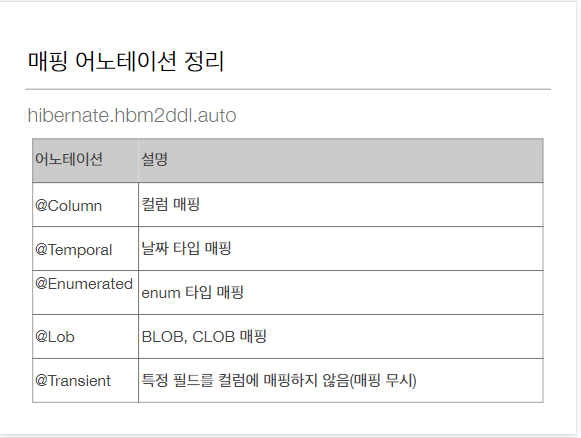 매핑 어노테이션 정리
hibernate.hbm2ddl.auto
어노테이션 설명
@Column 컬럼 매핑
@Temporal 날짜 타입 매핑
@Enumerated enum 타입 매핑
@Lob BLOB, CLOB 매핑
@Transient 특정 필드를 컬럼에 매핑하지 않음(매핑 무시)